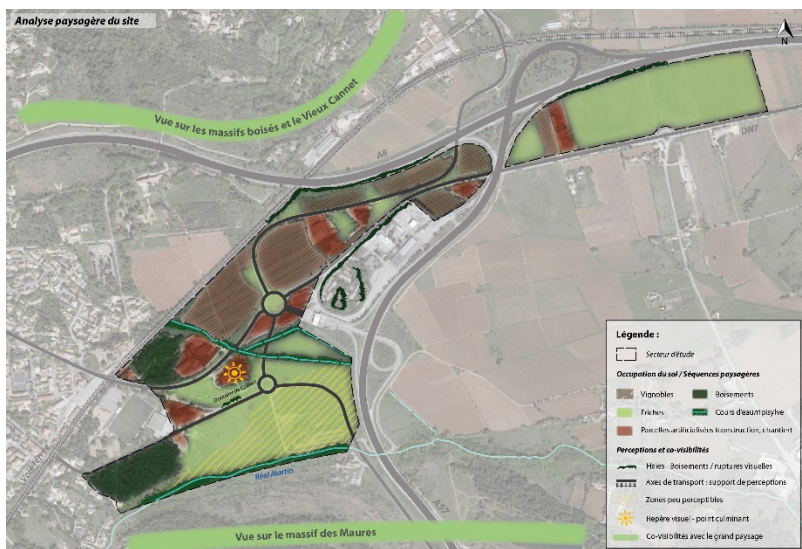 Analyse paysagère du site
N
Vue sur les massifs boisés et le Vieux Cannet
A8
DN7
Réal Martin
A57
Vue sur le massif des Maures
Légende :
Secteur d'étude
Occupation du sol / Séquences paysagères
Vignobles
Boisements
Friches
Cours d'eau/ripisylve
Parcelles artificialisées (construction, chantier)
Perceptions et co-visibilités
Haies - Boisements / ruptures visuelles
Axes de transport : support de perceptions
Zones peu perceptibles
Repère visuel - point culminant
Co-visibilités avec le grand paysage